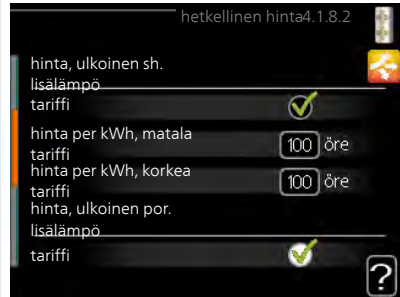 hetkellinen hinta4.1.8.2
hinta, ulkoinen sh.
lisälämpö
tariffi
hinta per kWh, matala
tariffi
100 öre
hinta per kWh, korkea
tariffi
100 öre
hinta, ulkoinen por.
lisälämpö
tariffi
?